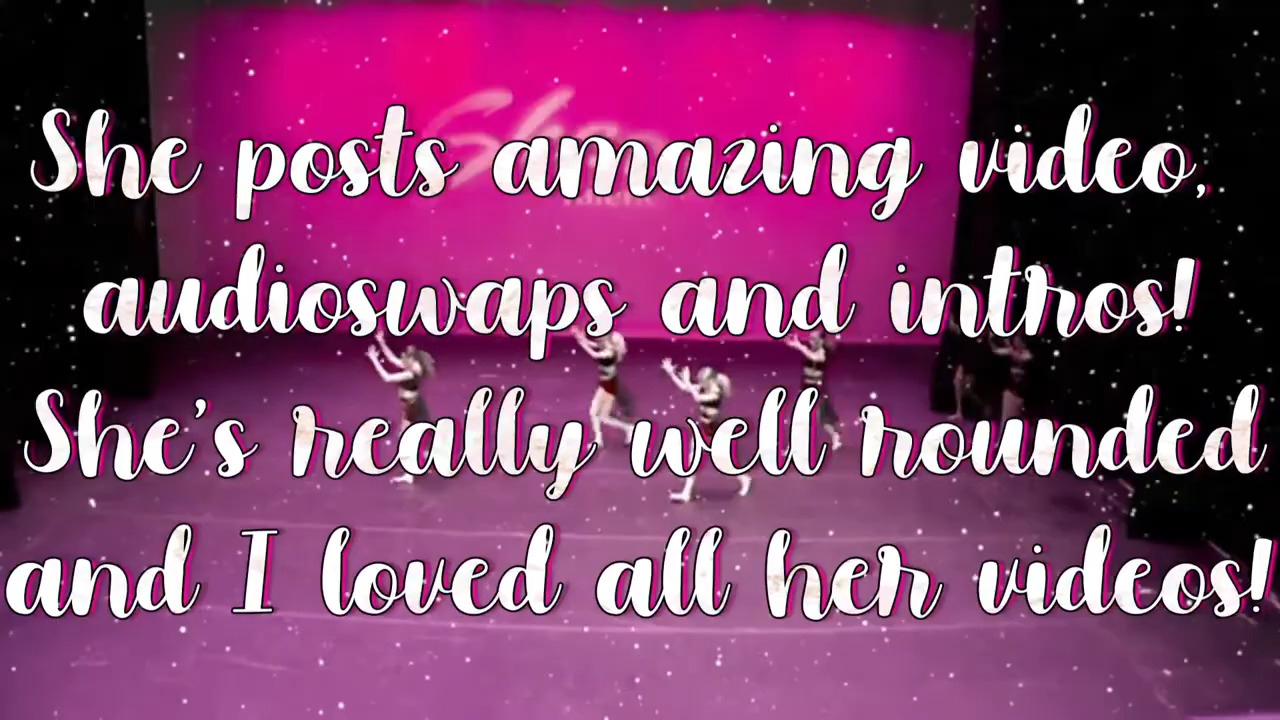 She posts amazing video,
audioswaps and intros!
She's really well rounded
and I loved all her videos!